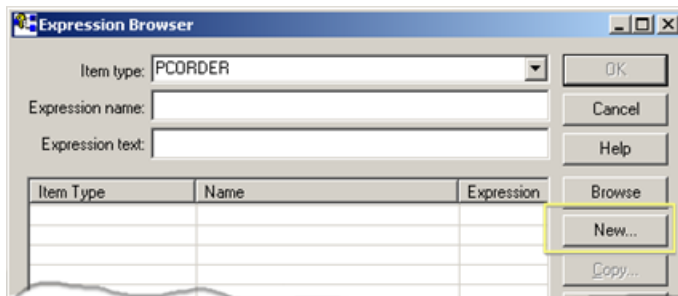 Expression Browser
Item type: PCORDER
OK
Expression name:
Cancel
Expression text:
Help
Item Type Name Expression
Browse
New...
Copy...